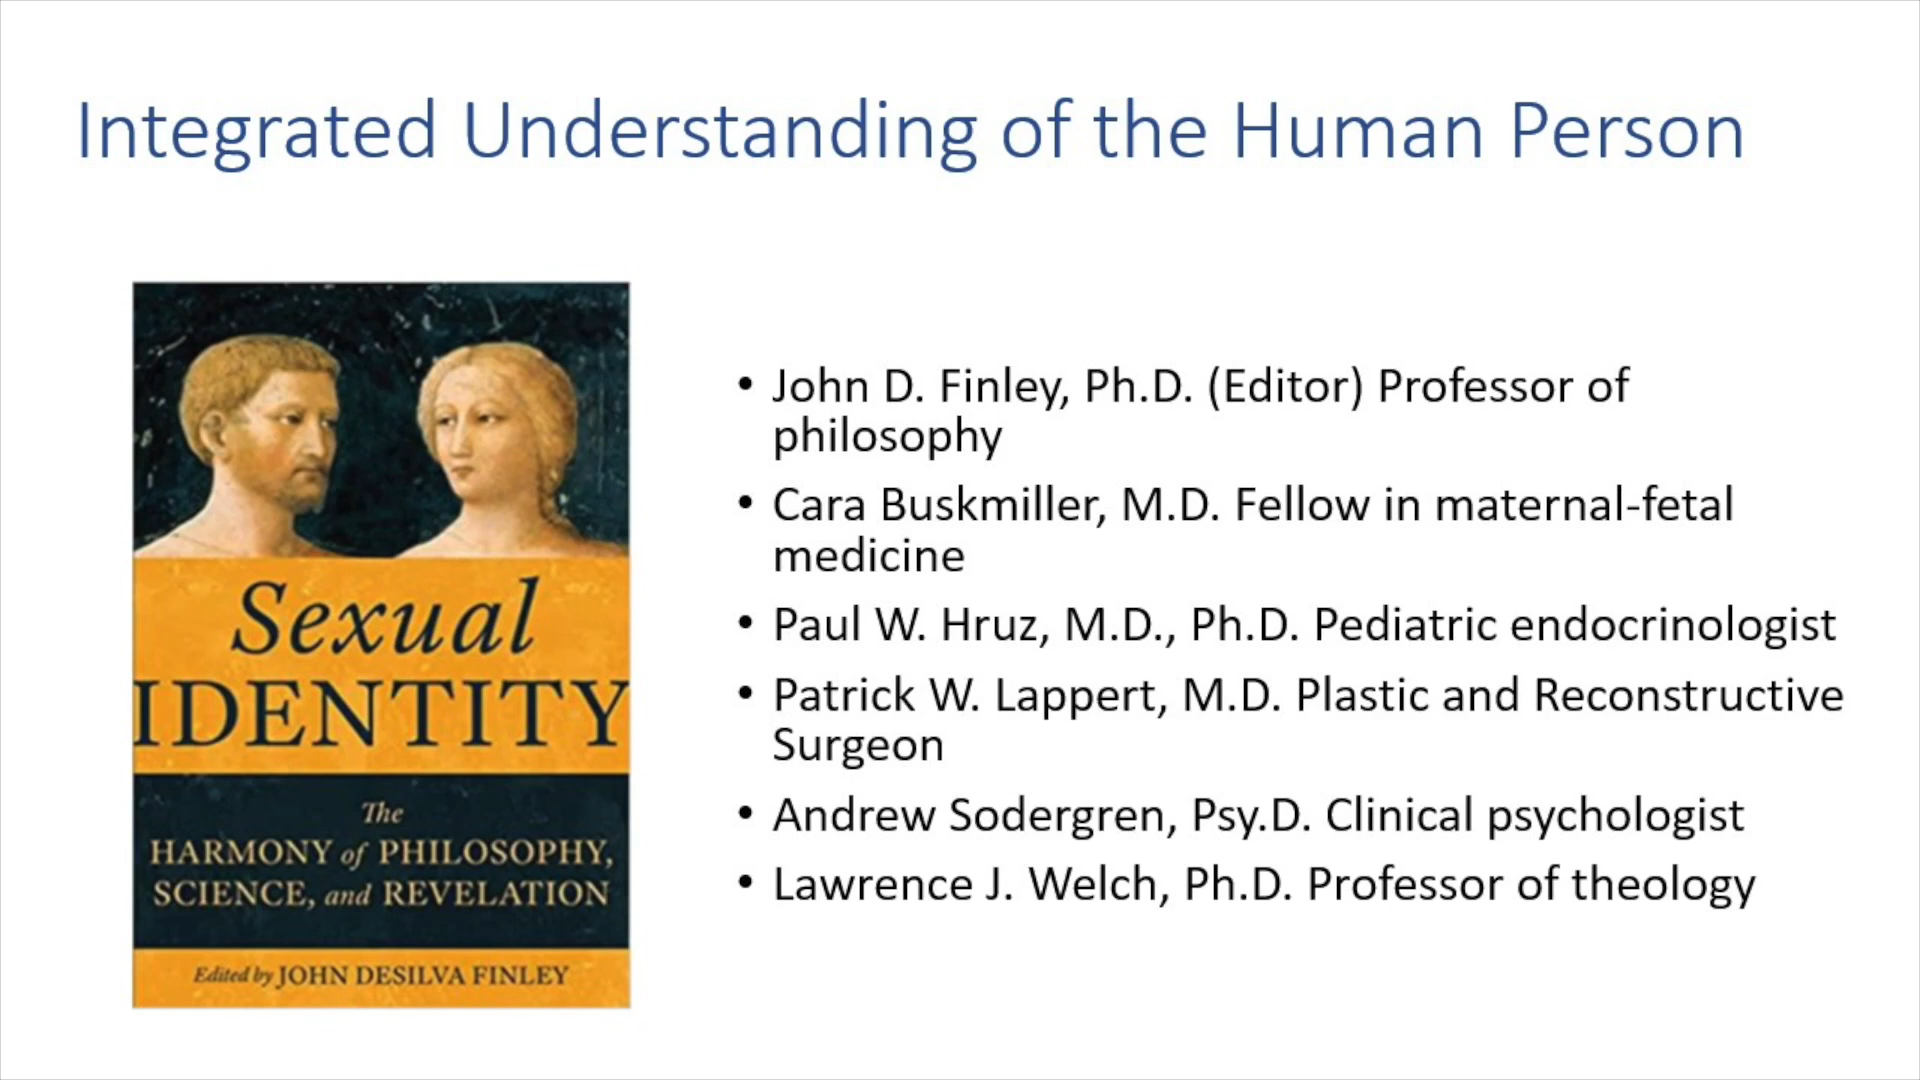 Integrated Understanding of the Human Person
Sexual
IDENTITY
The
HARMONY of PHILOSOPHY,
SCIENCE, and REVELATION
Edited by JOHN DESILVA FINLEY
• John D. Finley, Ph.D. (Editor) Professor of
philosophy
• Cara Buskmiller, M.D. Fellow in maternal-fetal
medicine
• Paul W. Hruz, M.D., Ph.D. Pediatric endocrinologist
• Patrick W. Lappert, M.D. Plastic and Reconstructive
Surgeon
• Andrew Sodergren, Psy.D. Clinical psychologist
• Lawrence J. Welch, Ph.D. Professor of theology